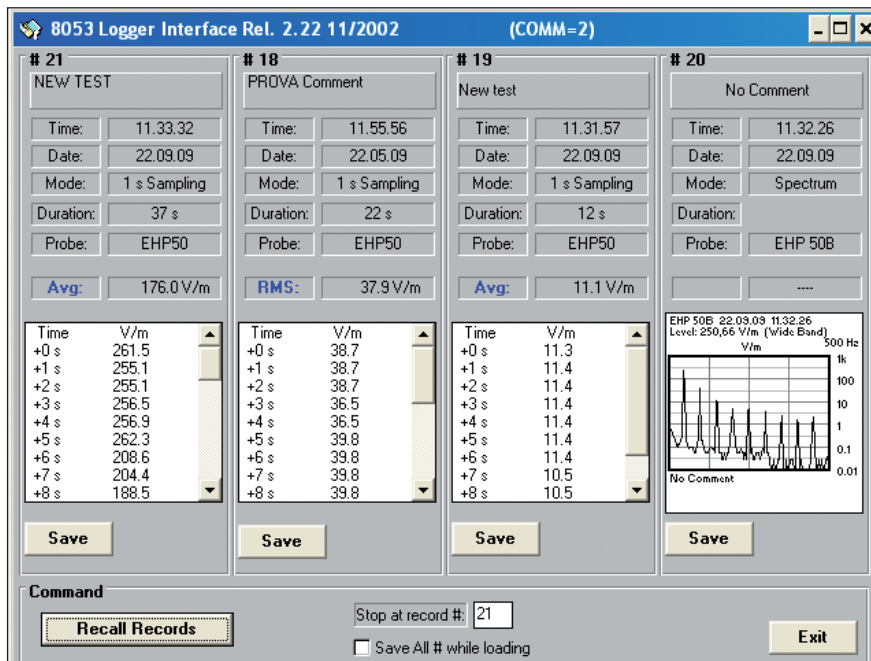 8053 Logger Interface Rel. 2.22 11/2002 (COMM=2)
# 21
NEW TEST
Time: 11.33.32
Date: 22.09.09
Mode: 1 s Sampling
Duration: 37 s
Probe: EHP50
Avg: 176.0 V/m
Time V/m
+0 s 261.5
+1 s 255.1
+2 s 255.1
+3 s 256.5
+4 s 256.9
+5 s 262.3
+6 s 208.6
+7 s 204.4
+8 s 188.5
Save
# 18
PROVA Comment
Time: 11.55.56
Date: 22.05.09
Mode: 1 s Sampling
Duration: 22 s
Probe: EHP50
RMS: 37.9 V/m
Time V/m
+0 s 38.7
+1 s 38.7
+2 s 38.7
+3 s 36.5
+4 s 36.5
+5 s 39.8
+6 s 39.8
+7 s 39.8
+8 s 39.8
Save
# 19
New test
Time: 11.31.57
Date: 22.09.09
Mode: 1 s Sampling
Duration: 12 s
Probe: EHP50
Avg: 11.1 V/m
Time V/m
+0 s 11.3
+1 s 11.4
+2 s 11.4
+3 s 11.4
+4 s 11.4
+5 s 11.4
+6 s 11.4
+7 s 10.5
+8 s 10.5
Save
# 20
No Comment
Time: 11.32.26
Date: 22.09.09
Mode: Spectrum
Duration:
Probe: EHP 50B
----
EHP 50B 22.09.09 11.32.26
Level: 250,66 V/m (Wide Band)
V/m 500 Hz
1k
100
10
1
0.1
0.01
No Comment
Save
Command
Recall Records
Stop at record #: 21
Save All # while loading
Exit